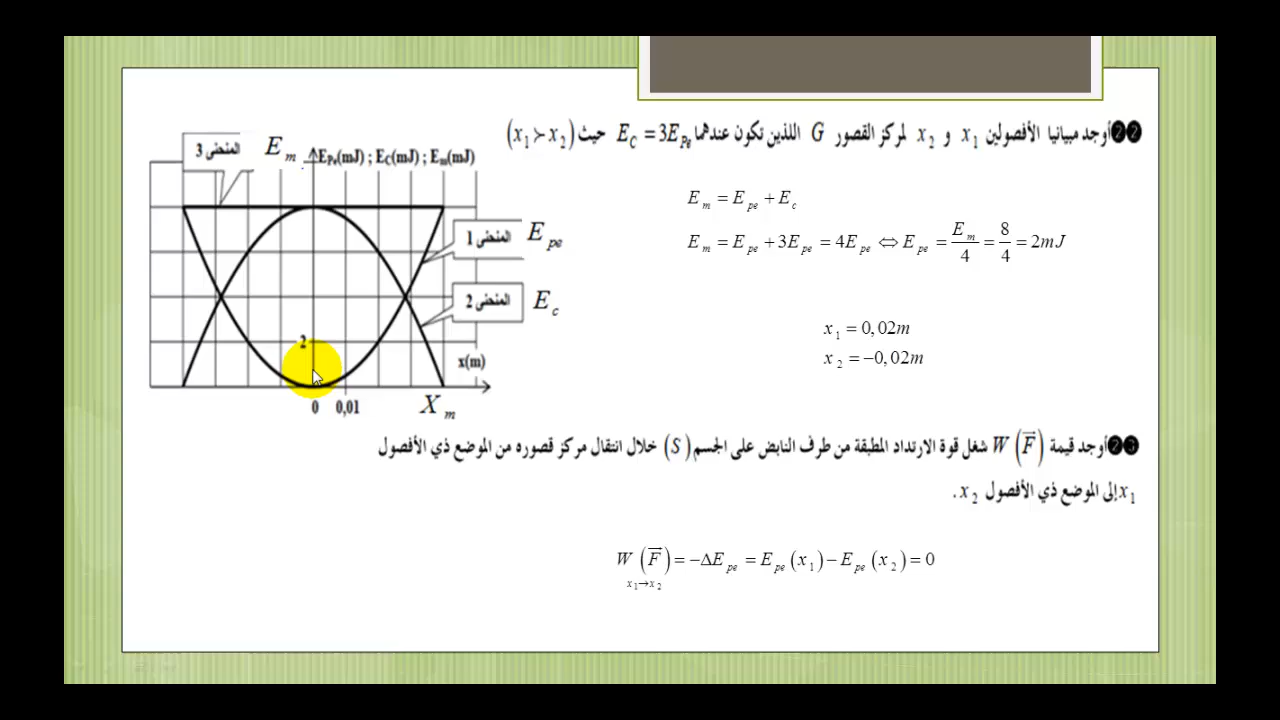 ❷❷أوجد مبيانيا الأفصولين x₁ و x₂ لمركز القصور G اللذين تكون عندهما E_C = 3E_Pe حيث (x₁ ≻ x₂)
المنحنى 3 E_m
E_Pe(mJ) ; E_C(mJ) ; E_m(mJ)
المنحنى 1 E_pe
المنحنى 2 E_c
2
x(m)
0 0,01 X_m
E_m = E_pe + E_c
E_m = E_pe + 3E_pe = 4E_pe ⇔ E_pe = E_m/4 = 8/4 = 2mJ
x₁ = 0,02m
x₂ = −0,02m
❷❸أوجد قيمة W(F⃗) شغل قوة الارتداد المطبقة من طرف النابض على الجسم (S) خلال انتقال مركز قصوره من الموضع ذي الأفصول
x₁ إلى الموضع ذي الأفصول x₂.
W(F⃗) = −ΔE_pe = E_pe(x₁) − E_pe(x₂) = 0
x₁→x₂